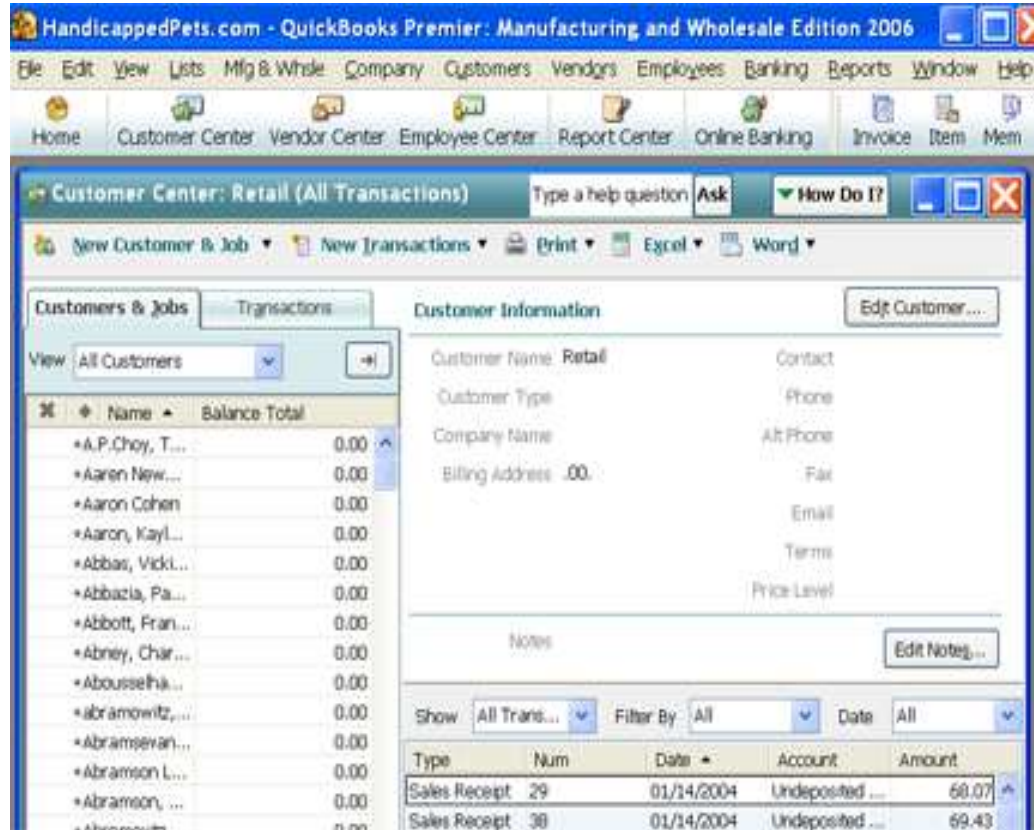 HandicappedPets.com - QuickBooks Premier: Manufacturing and Wholesale Edition 2006
File Edit View Lists Mfg & Whsle Company Customers Vendors Employees Banking Reports Window Help
Home Customer Center Vendor Center Employee Center Report Center Online Banking Invoice Item Mem
Customer Center: Retail (All Transactions) Type a help question Ask How Do I?
New Customer & Job New Transactions Print Excel Word
Customers & Jobs Transactions
View All Customers
Name Balance Total
A.P.Choy, T... 0.00
Aaren New... 0.00
Aaron Cohen 0.00
Aaron, Kayl... 0.00
Abbas, Vicki... 0.00
Abbazia, Pa... 0.00
Abbott, Fran... 0.00
Abney, Char... 0.00
Abousselha... 0.00
abramowitz,... 0.00
Abramsevan... 0.00
Abramson L... 0.00
Abramson, ... 0.00
0.00
Customer Information Edit Customer...
Customer Name Retail Contact
Customer Type Phone
Company Name Alt Phone
Billing Address .00. Fax
Email
Terms
Price Level
Notes Edit Notes...
Show All Trans... Filter By All Date All
Type Num Date Account Amount
Sales Receipt 29 01/14/2004 Undeposited ... 68.07
Sales Receipt 38 01/14/2004 Undeposited ... 69.43